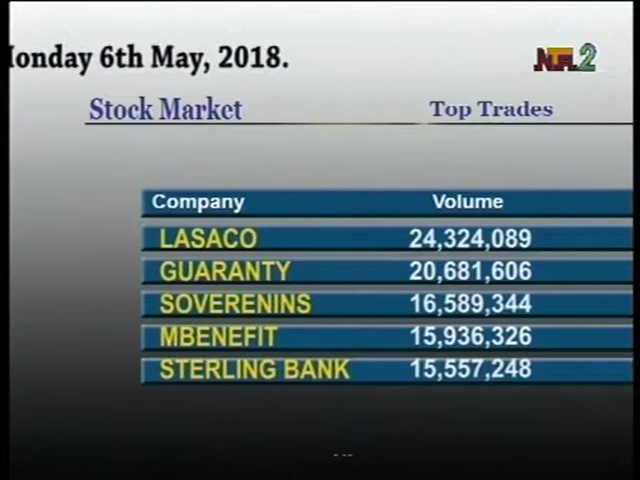 Monday 6th May, 2018.
NTA2
Stock Market Top Trades
Company Volume
LASACO 24,324,089
GUARANTY 20,681,606
SOVERENINS 16,589,344
MBENEFIT 15,936,326
STERLING BANK 15,557,248